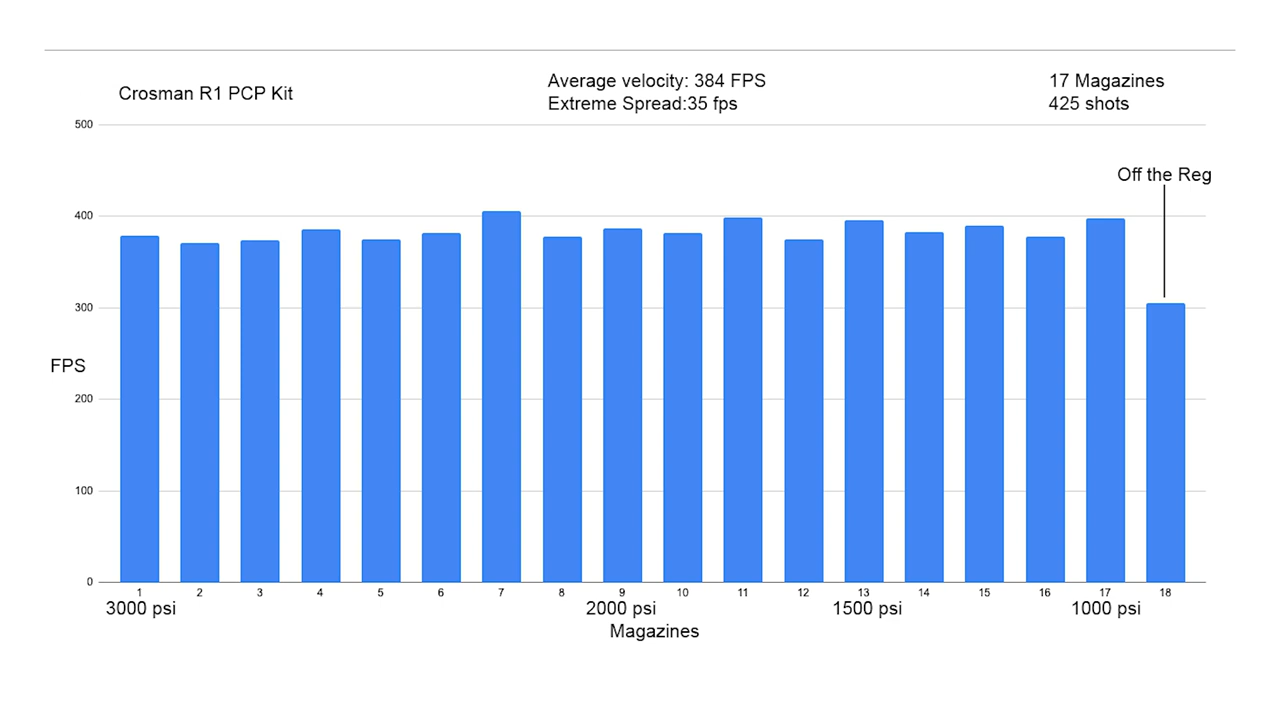 Crosman R1 PCP Kit
Average velocity: 384 FPS
Extreme Spread:35 fps
17 Magazines
425 shots
500
Off the Reg
400
300
FPS
200
100
0
1 2 3 4 5 6 7 8 9 10 11 12 13 14 15 16 17 18
3000 psi 2000 psi 1500 psi 1000 psi
Magazines